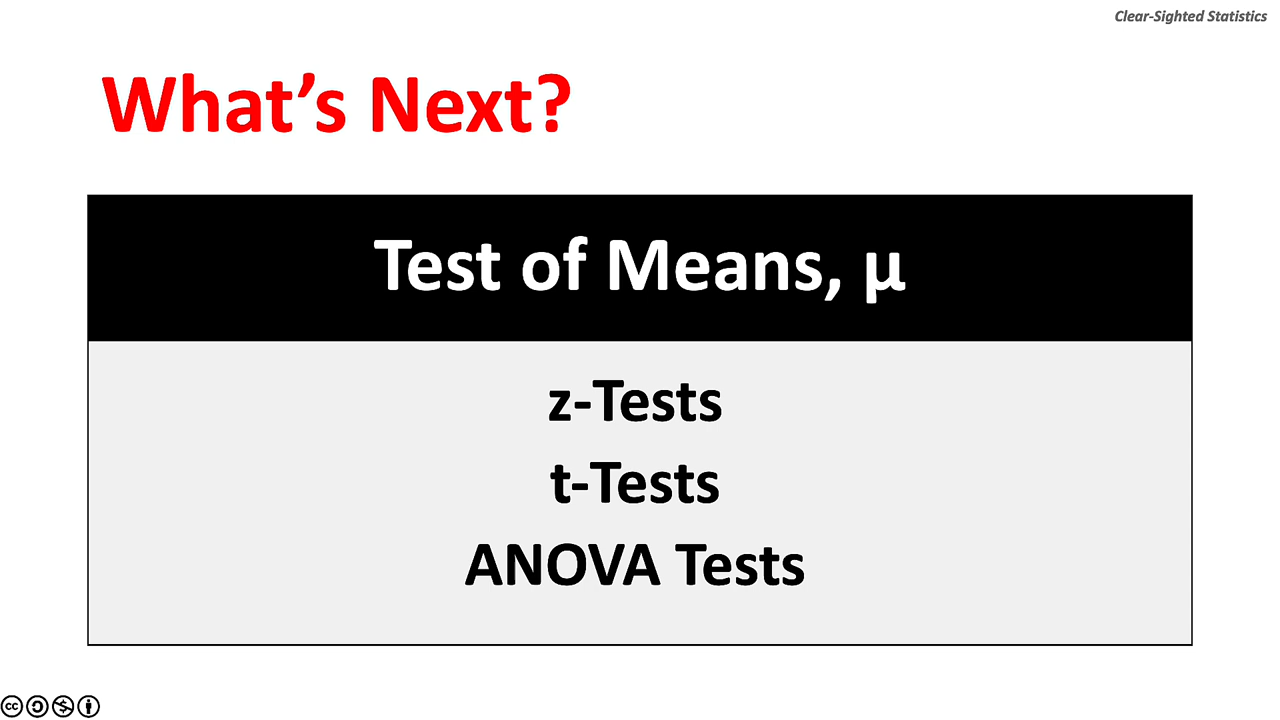 Clear-Sighted Statistics
What’s Next?
Test of Means, μ
z-Tests
t-Tests
ANOVA Tests